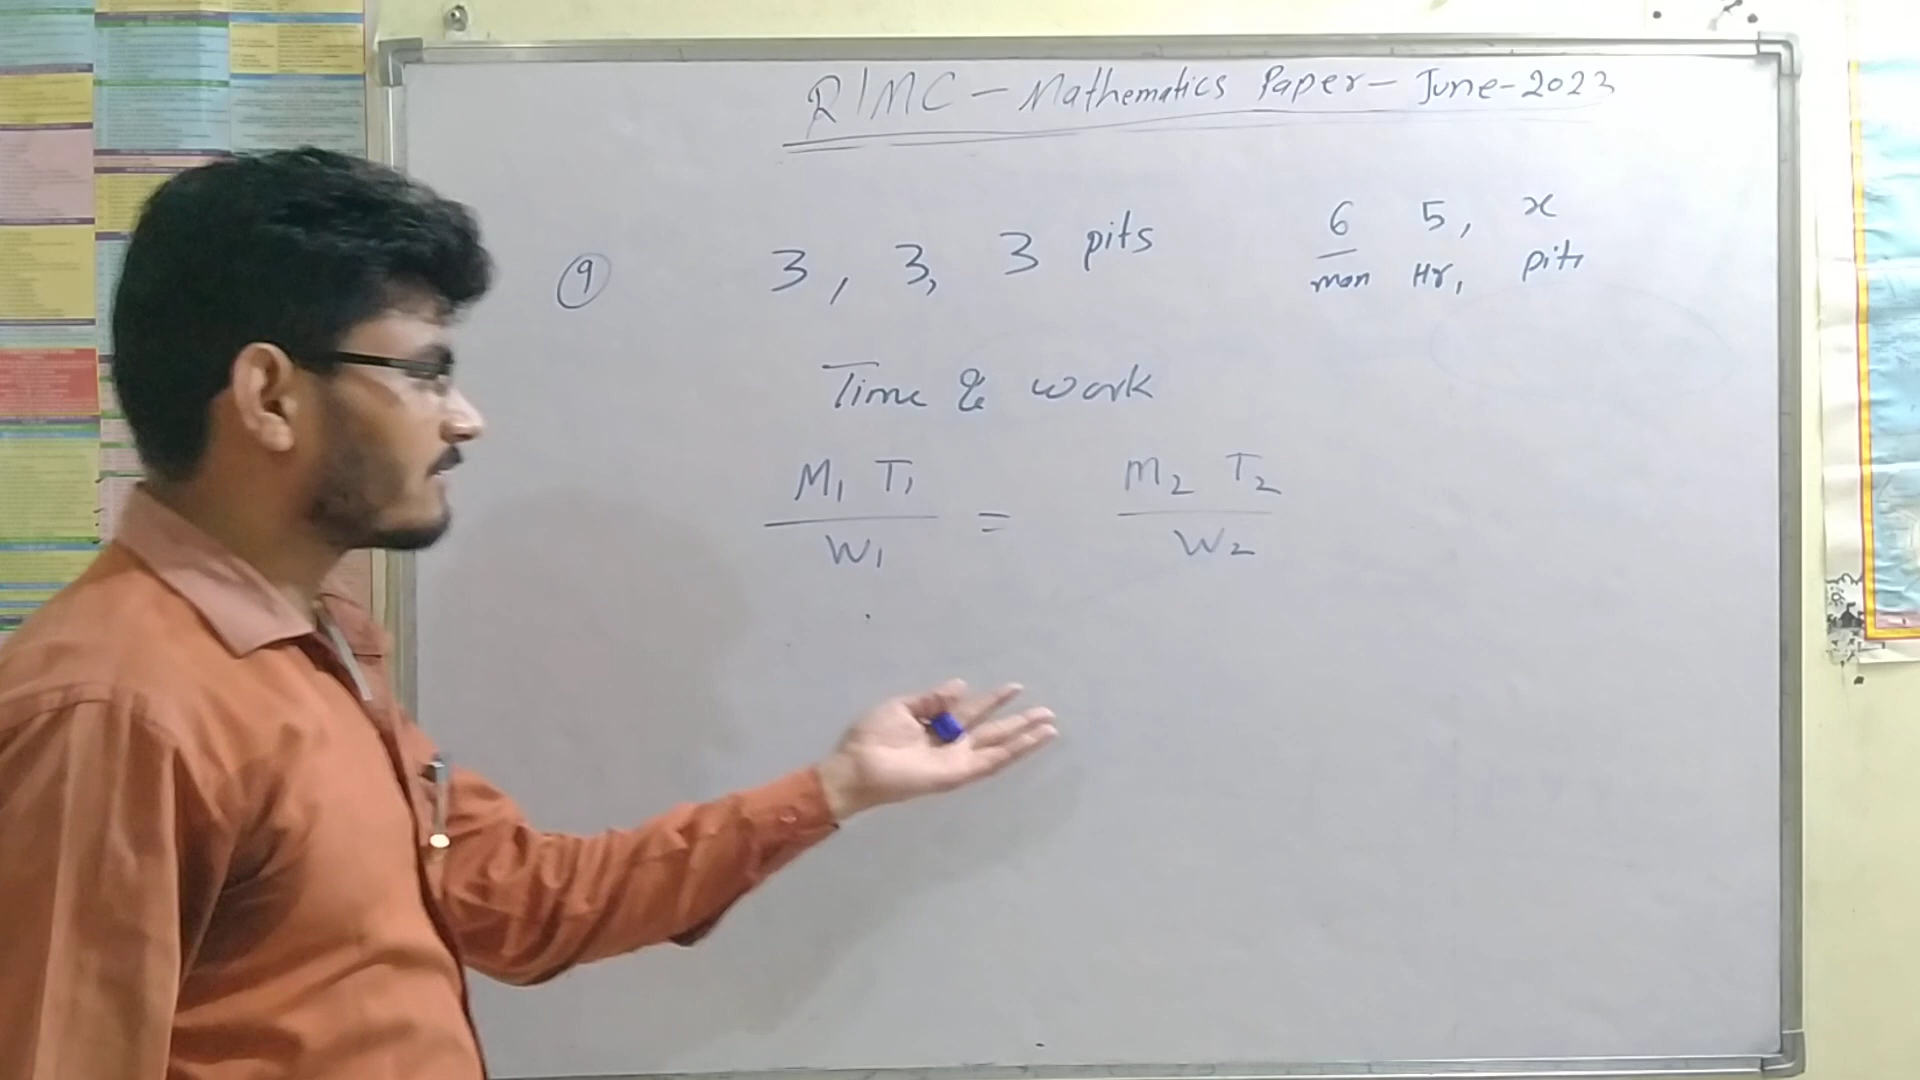 RIMC - Mathematics Paper - June-2023
9 3, 3, 3 pits 6 5, x
man Hr, pits
Time & work
M1 T1 M2 T2
=
W1 W2